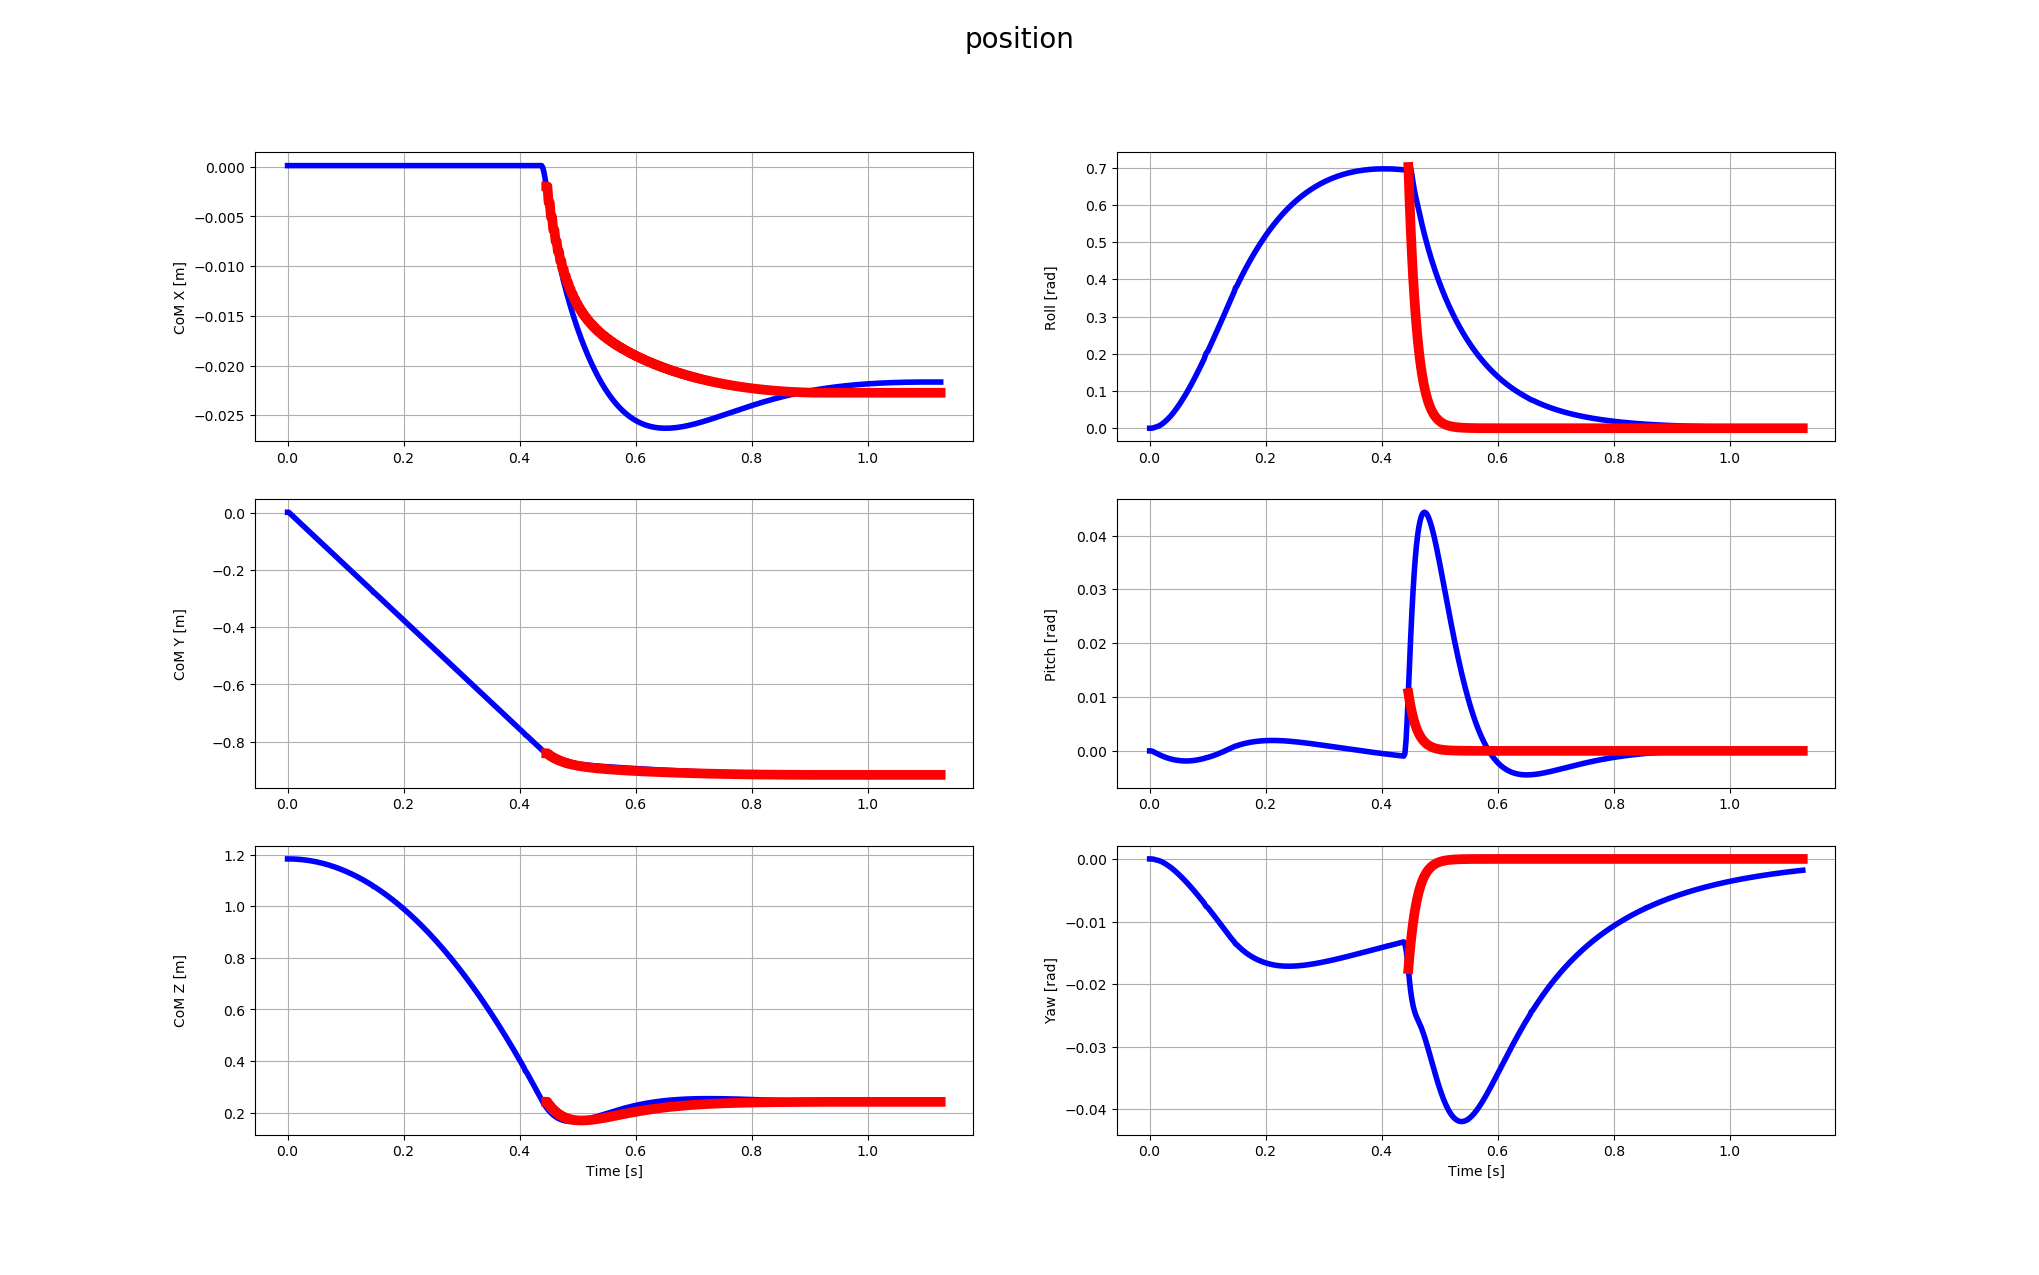 position
CoM X [m]
0.000
−0.005
−0.010
−0.015
−0.020
−0.025
0.0 0.2 0.4 0.6 0.8 1.0
Roll [rad]
0.7
0.6
0.5
0.4
0.3
0.2
0.1
0.0
0.0 0.2 0.4 0.6 0.8 1.0
CoM Y [m]
0.0
−0.2
−0.4
−0.6
−0.8
0.0 0.2 0.4 0.6 0.8 1.0
Pitch [rad]
0.04
0.03
0.02
0.01
0.00
0.0 0.2 0.4 0.6 0.8 1.0
CoM Z [m]
1.2
1.0
0.8
0.6
0.4
0.2
0.0 0.2 0.4 0.6 0.8 1.0
Time [s]
Yaw [rad]
0.00
−0.01
−0.02
−0.03
−0.04
0.0 0.2 0.4 0.6 0.8 1.0
Time [s]